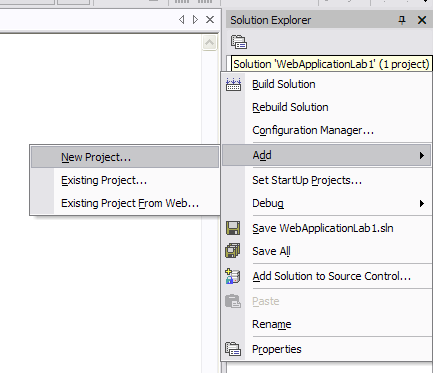 Solution Explorer
Solution 'WebApplicationLab1' (1 project)
Build Solution
Rebuild Solution
Configuration Manager...
Add
New Project...
Existing Project...
Existing Project From Web...
Set StartUp Projects...
Debug
Save WebApplicationLab1.sln
Save All
Add Solution to Source Control...
Paste
Rename
Properties